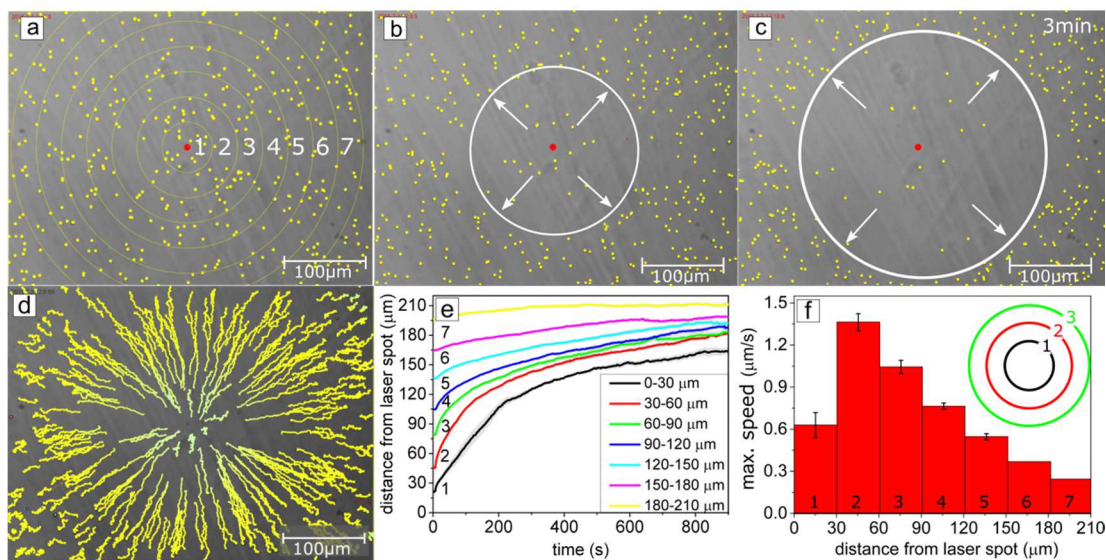 a
1 2 3 4 5 6 7
100µm
b
100µm
c
3min
100µm
d
100µm
e
distance from laser spot (µm)
210
180
150
120
90
60
30
0
7
6
5
4
3
2
1
0-30 µm
30-60 µm
60-90 µm
90-120 µm
120-150 µm
150-180 µm
180-210 µm
0 200 400 600 800
time (s)
f
max. speed (µm/s)
1.5
1.2
0.9
0.6
0.3
0.0
3
2
1
1 2 3 4 5 6 7
0 30 60 90 120 150 180 210
distance from laser spot (µm)